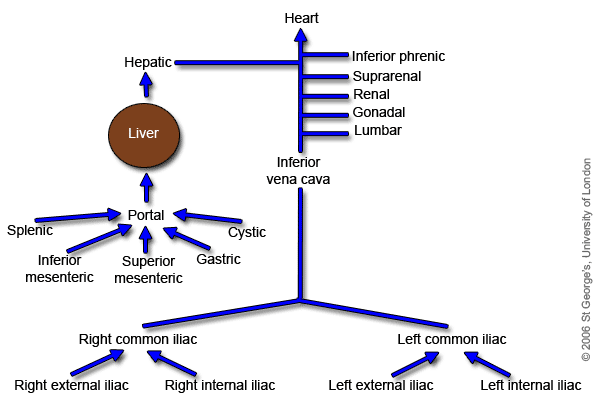 Heart
Hepatic
Inferior phrenic
Suprarenal
Renal
Gonadal
Lumbar
Liver
Inferior
vena cava
Portal
Splenic
Cystic
Inferior
mesenteric
Superior
mesenteric
Gastric
Right common iliac
Left common iliac
Right external iliac
Right internal iliac
Left external iliac
Left internal iliac
© 2006 St George's, University of London